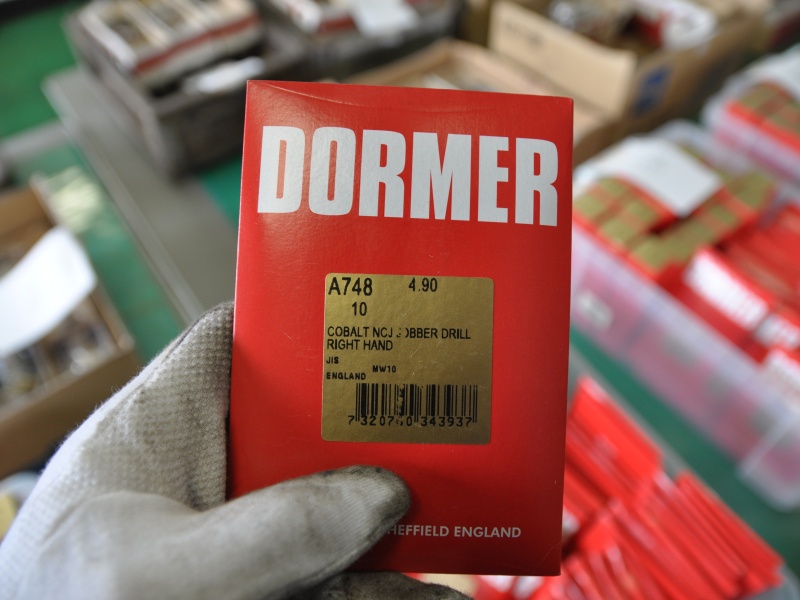 DORMER
A748 4.90
10
COBALT NCJ JOBBER DRILL
RIGHT HAND
JIS
ENGLAND MW10
HEFFIELD ENGLAND